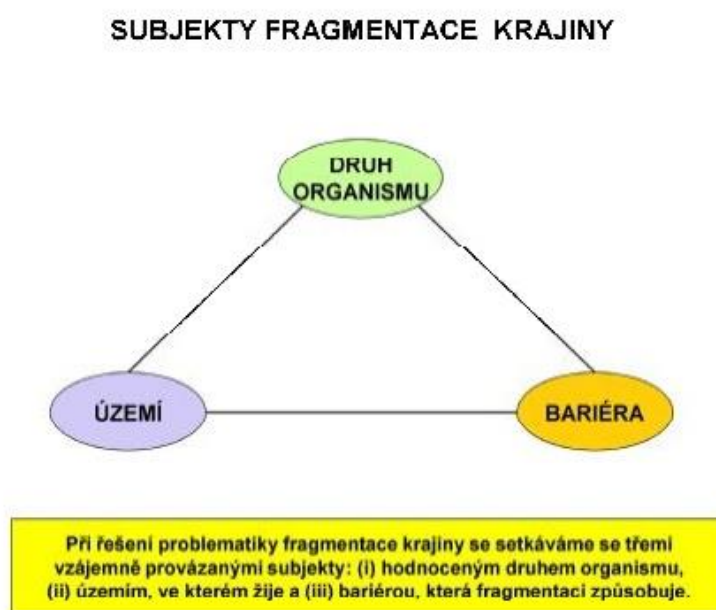 SUBJEKTY FRAGMENTACE KRAJINY
DRUH
ORGANISMU
ÚZEMÍ
BARIÉRA
Při řešení problematiky fragmentace krajiny se setkáváme se třemi
vzájemně provázanými subjekty: (i) hodnoceným druhem organismu,
(ii) územím, ve kterém žije a (iii) bariérou, která fragmentaci způsobuje.